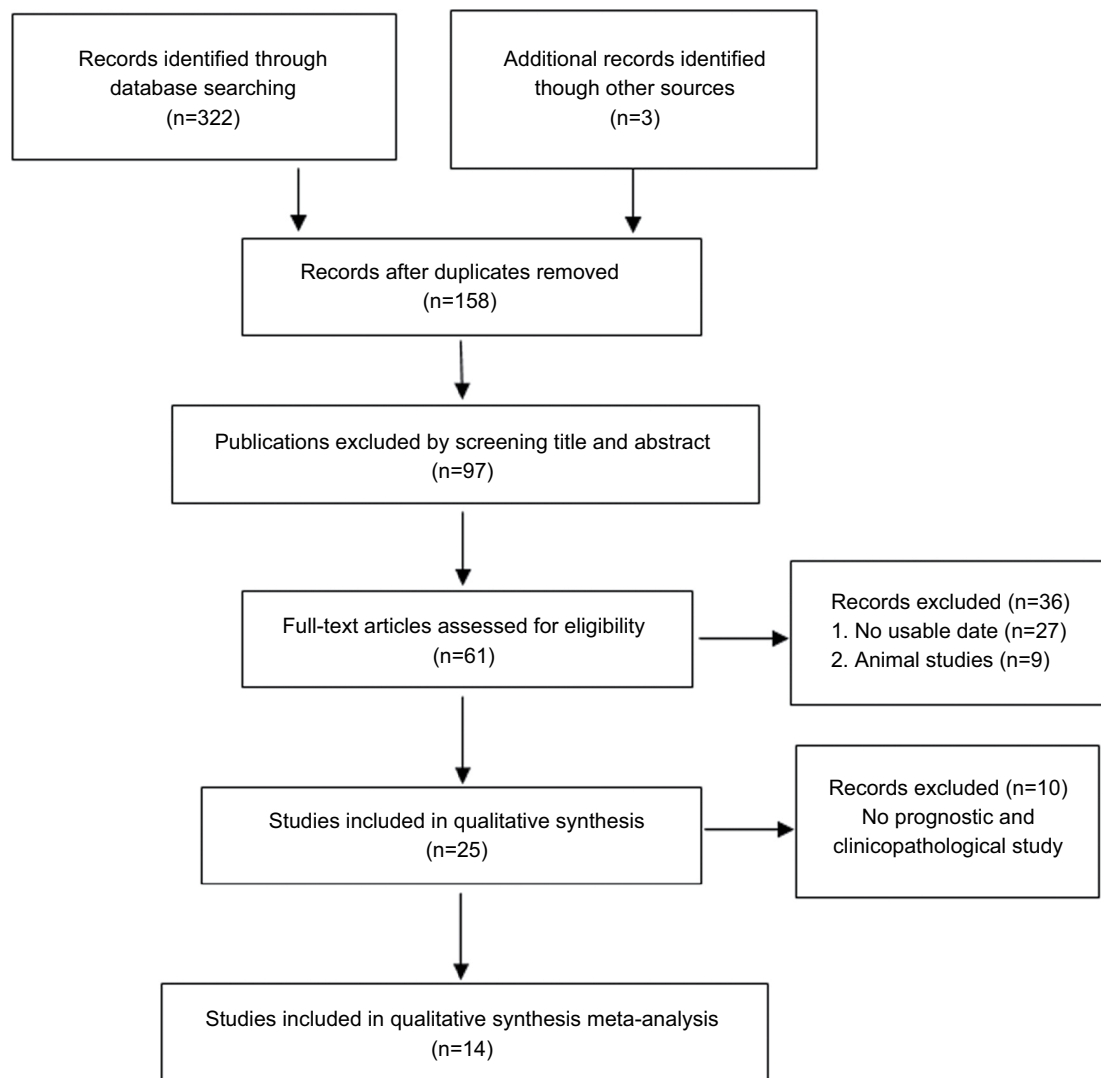 Records identified through
database searching
(n=322)
Additional records identified
though other sources
(n=3)
Records after duplicates removed
(n=158)
Publications excluded by screening title and abstract
(n=97)
Full-text articles assessed for eligibility
(n=61)
Records excluded (n=36)
1. No usable date (n=27)
2. Animal studies (n=9)
Studies included in qualitative synthesis
(n=25)
Records excluded (n=10)
No prognostic and
clinicopathological study
Studies included in qualitative synthesis meta-analysis
(n=14)